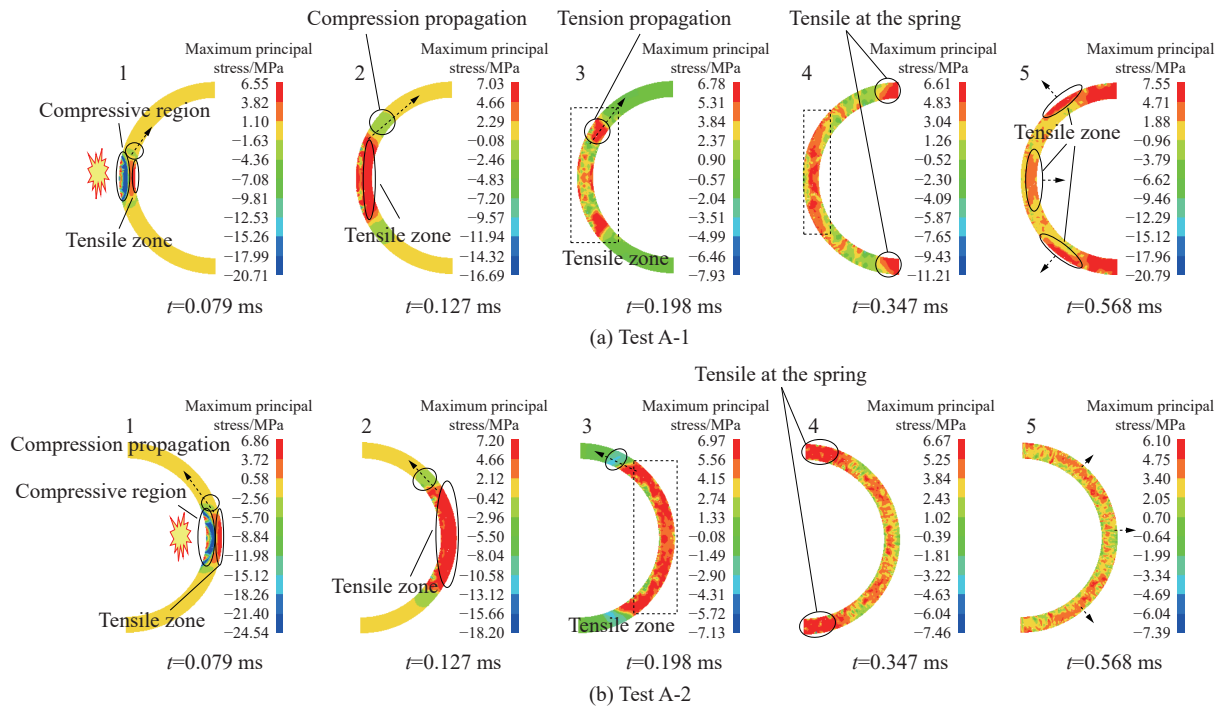 Compression propagation
Tension propagation
Tensile at the spring
1
Maximum principal
stress/MPa
6.55
3.82
1.10
−1.63
−4.36
−7.08
−9.81
−12.53
−15.26
−17.99
−20.71
Compressive region
Tensile zone
t=0.079 ms
2
Maximum principal
stress/MPa
7.03
4.66
2.29
−0.08
−2.46
−4.83
−7.20
−9.57
−11.94
−14.32
−16.69
Tensile zone
t=0.127 ms
3
Maximum principal
stress/MPa
6.78
5.31
3.84
2.37
0.90
−0.57
−2.04
−3.51
−4.99
−6.46
−7.93
Tensile zone
t=0.198 ms
4
Maximum principal
stress/MPa
6.61
4.83
3.04
1.26
−0.52
−2.30
−4.09
−5.87
−7.65
−9.43
−11.21
t=0.347 ms
5
Maximum principal
stress/MPa
7.55
4.71
1.88
−0.96
−3.79
−6.62
−9.46
−12.29
−15.12
−17.96
−20.79
Tensile zone
t=0.568 ms
(a) Test A-1
Tensile at the spring
1
Maximum principal
stress/MPa
6.86
3.72
0.58
−2.56
−5.70
−8.84
−11.98
−15.12
−18.26
−21.40
−24.54
Compression propagation
Compressive region
Tensile zone
t=0.079 ms
2
Maximum principal
stress/MPa
7.20
4.66
2.12
−0.42
−2.96
−5.50
−8.04
−10.58
−13.12
−15.66
−18.20
Tensile zone
t=0.127 ms
3
Maximum principal
stress/MPa
6.97
5.56
4.15
2.74
1.33
−0.08
−1.49
−2.90
−4.31
−5.72
−7.13
Tensile zone
t=0.198 ms
4
Maximum principal
stress/MPa
6.67
5.25
3.84
2.43
1.02
−0.39
−1.81
−3.22
−4.63
−6.04
−7.46
t=0.347 ms
5
Maximum principal
stress/MPa
6.10
4.75
3.40
2.05
0.70
−0.64
−1.99
−3.34
−4.69
−6.04
−7.39
t=0.568 ms
(b) Test A-2